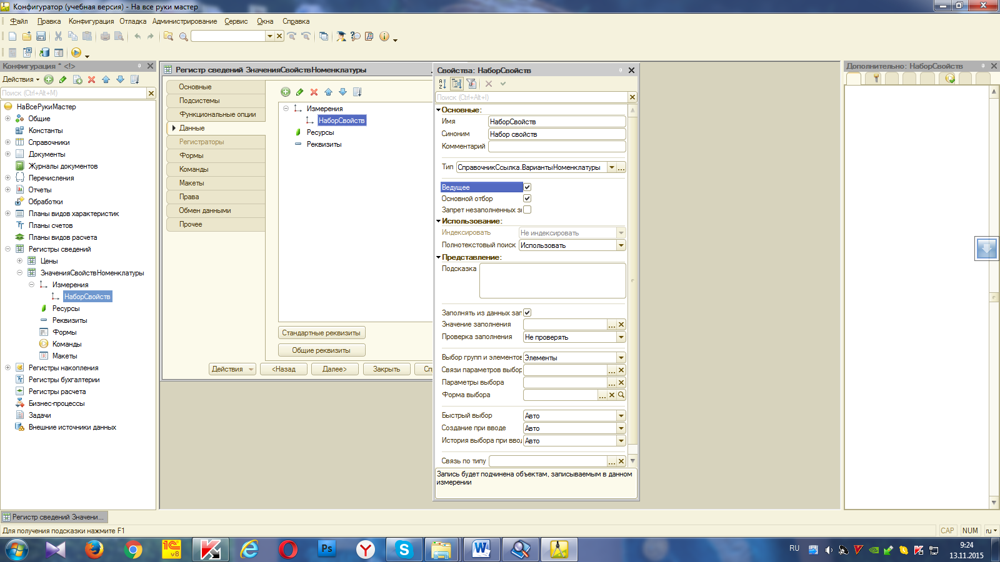 Конфигуратор (учебная версия) - На все руки мастер
Файл Правка Конфигурация Отладка Администрирование Сервис Окна Справка
Конфигурация * <!>
Действия
Поиск (Ctrl+Alt+M)
НаВсеРукиМастер
Общие
Константы
Справочники
Документы
Журналы документов
Перечисления
Отчеты
Обработки
Планы видов характеристик
Планы счетов
Планы видов расчета
Регистры сведений
Цены
ЗначенияСвойствНоменклатуры
Измерения
НаборСвойств
Ресурсы
Реквизиты
Формы
Команды
Макеты
Регистры накопления
Регистры бухгалтерии
Регистры расчета
Бизнес-процессы
Задачи
Внешние источники данных
Регистр сведений ЗначенияСвойствНоменклатуры
Основные
Подсистемы
Функциональные опции
Данные
Регистраторы
Формы
Команды
Макеты
Права
Обмен данными
Прочее
Измерения
НаборСвойств
Ресурсы
Реквизиты
Стандартные реквизиты
Общие реквизиты
Действия <Назад Далее> Закрыть Сп
Свойства: НаборСвойств
Поиск (Ctrl+Alt+I)
Основные:
Имя НаборСвойств
Синоним Набор свойств
Комментарий
Тип СправочникСсылка.ВариантыНоменклатуры
Ведущее
Основной отбор
Запрет незаполненных з
Использование:
Индексировать Не индексировать
Полнотекстовый поиск Использовать
Представление:
Подсказка
Заполнять из данных зап
Значение заполнения
Проверка заполнения Не проверять
Выбор групп и элементов Элементы
Связи параметров выбор
Параметры выбора
Форма выбора
Быстрый выбор Авто
Создание при вводе Авто
История выбора при ввод Авто
Связь по типу
Запись будет подчинена объектам, записываемым в данном
измерении
Дополнительно: НаборСвойств
Регистр сведений Значени...
Для получения подсказки нажмите F1
CAP NUM ru
RU
9:24
13.11.2015